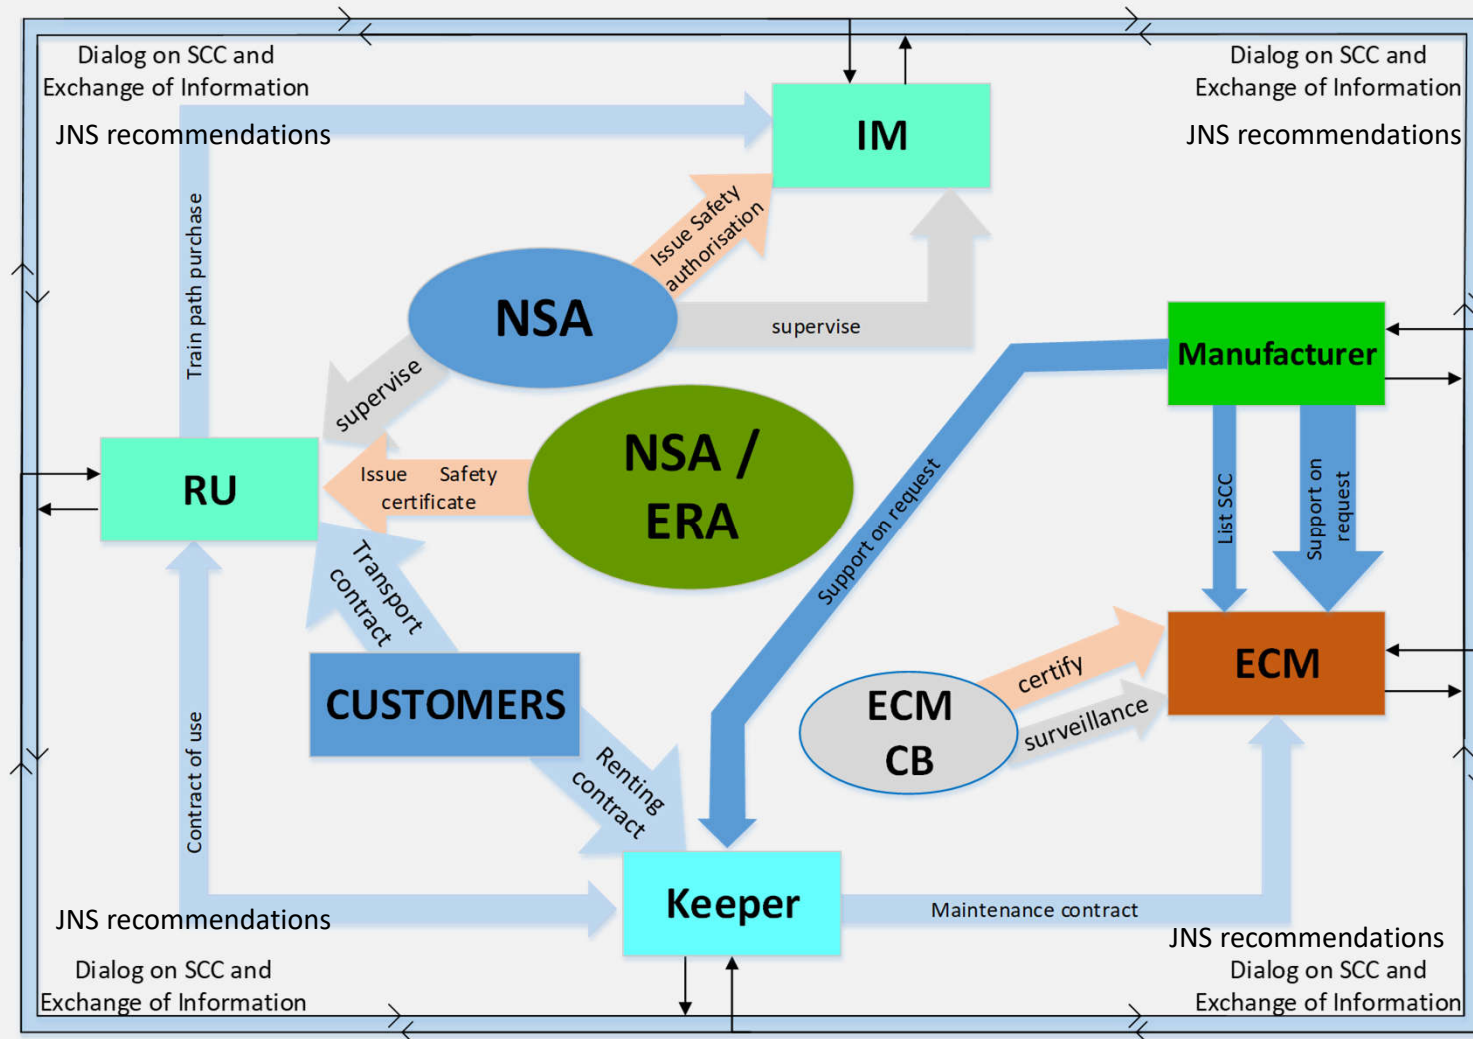 Dialog on SCC and
Exchange of Information
JNS recommendations
Dialog on SCC and
Exchange of Information
JNS recommendations
IM
Train path purchase
Issue Safety
authorisation
NSA
supervise
supervise
Manufacturer
RU
Issue Safety
certificate
NSA /
ERA
Support on request
List SCC
Support on
request
Transport
contract
CUSTOMERS
Renting
contract
Contract of use
ECM
CB
certify
surveillance
ECM
Keeper
Maintenance contract
JNS recommendations
Dialog on SCC and
Exchange of Information
JNS recommendations
Dialog on SCC and
Exchange of Information